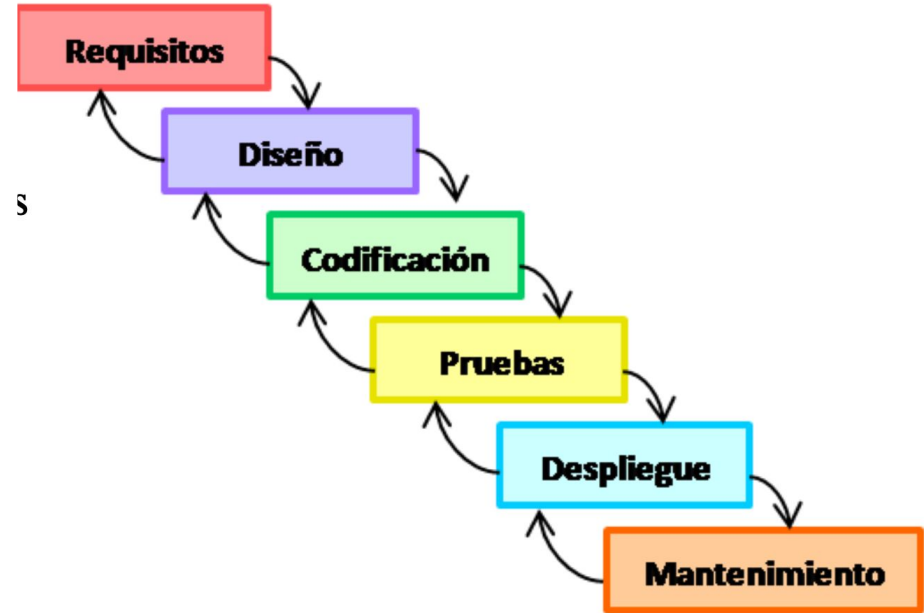 Requisitos
Diseño
s
Codificación
Pruebas
Despliegue
Mantenimiento